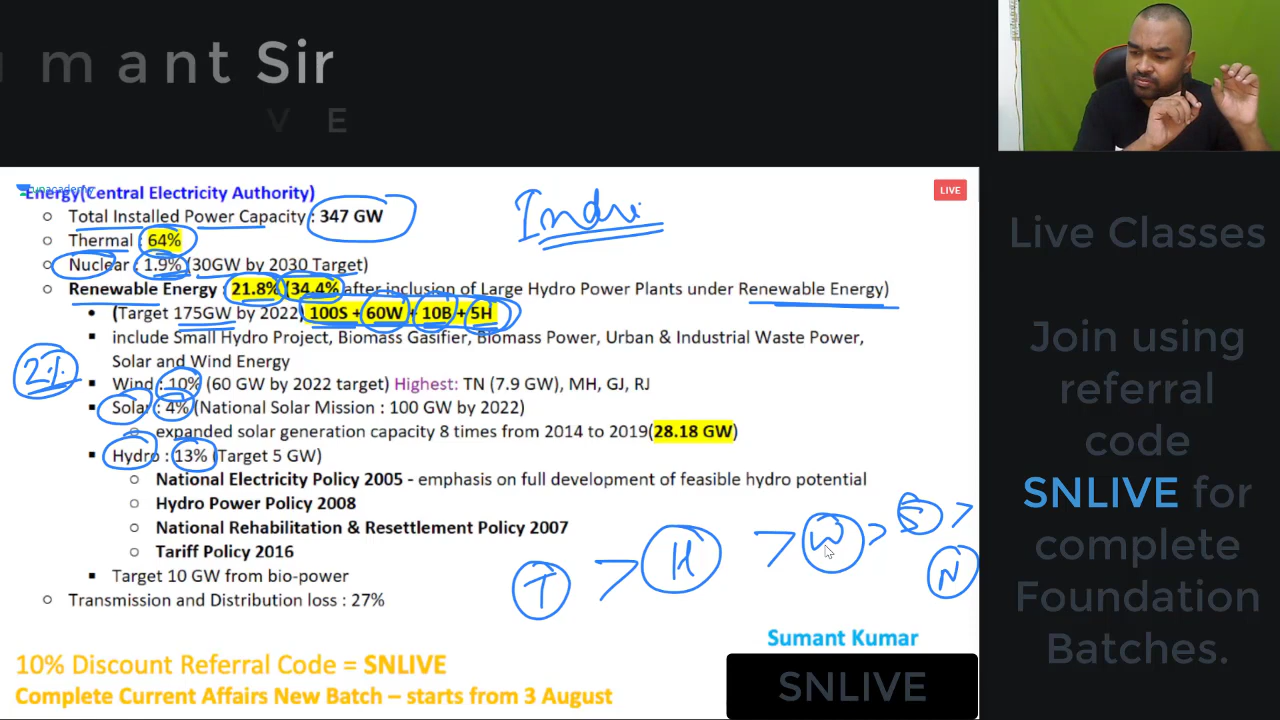 m a n t Sir
V E
Energy(Central Electricity Authority)
LIVE
Indi
Total Installed Power Capacity : 347 GW
Thermal : 64%
Nuclear : 1.9% (30GW by 2030 Target)
Renewable Energy : 21.8% (34.4% after inclusion of Large Hydro Power Plants under Renewable Energy)
(Target 175GW by 2022) 100S + 60W + 10B + 5H
include Small Hydro Project, Biomass Gasifier, Biomass Power, Urban & Industrial Waste Power,
Solar and Wind Energy
2%
Wind : 10% (60 GW by 2022 target) Highest: TN (7.9 GW), MH, GJ, RJ
Solar : 4% (National Solar Mission : 100 GW by 2022)
expanded solar generation capacity 8 times from 2014 to 2019(28.18 GW)
Hydro : 13% (Target 5 GW)
National Electricity Policy 2005 - emphasis on full development of feasible hydro potential
Hydro Power Policy 2008
National Rehabilitation & Resettlement Policy 2007
Tariff Policy 2016
T > H > W > S > N
Target 10 GW from bio-power
Transmission and Distribution loss : 27%
Sumant Kumar
10% Discount Referral Code = SNLIVE
Complete Current Affairs New Batch – starts from 3 August
SNLIVE
Live Classes
Join using
referral
code
SNLIVE for
complete
Foundation
Batches.